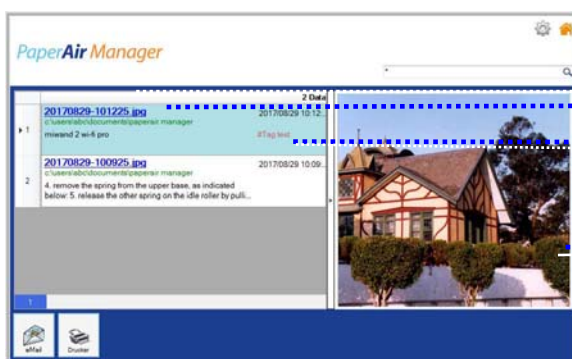 PaperAir Manager
*
2 Data
20170829-101225.jpg 2017/08/29 10:12...
c:\users\abc\documents\paperair manager
1 miwand 2 wi-fi pro #Tag text
20170829-100925.jpg 2017/08/29 10:09...
c:\users\abc\documents\paperair manager
2 4. remove the spring from the upper base, as indicated
below: 5. release the other spring on the idle roller by pulli...
1
eMail Drucker